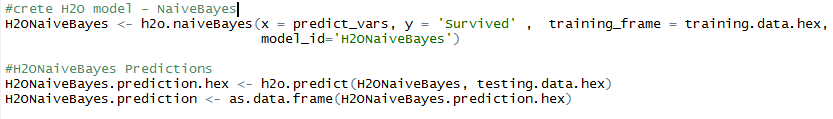 #crete H2O model - NaiveBayes
H2ONaiveBayes <- h2o.naiveBayes(x = predict_vars, y = 'Survived' , training_frame = training.data.hex,
model_id='H2ONaiveBayes')
#H2ONaiveBayes Predictions
H2ONaiveBayes.prediction.hex <- h2o.predict(H2ONaiveBayes, testing.data.hex)
H2ONaiveBayes.prediction <- as.data.frame(H2ONaiveBayes.prediction.hex)